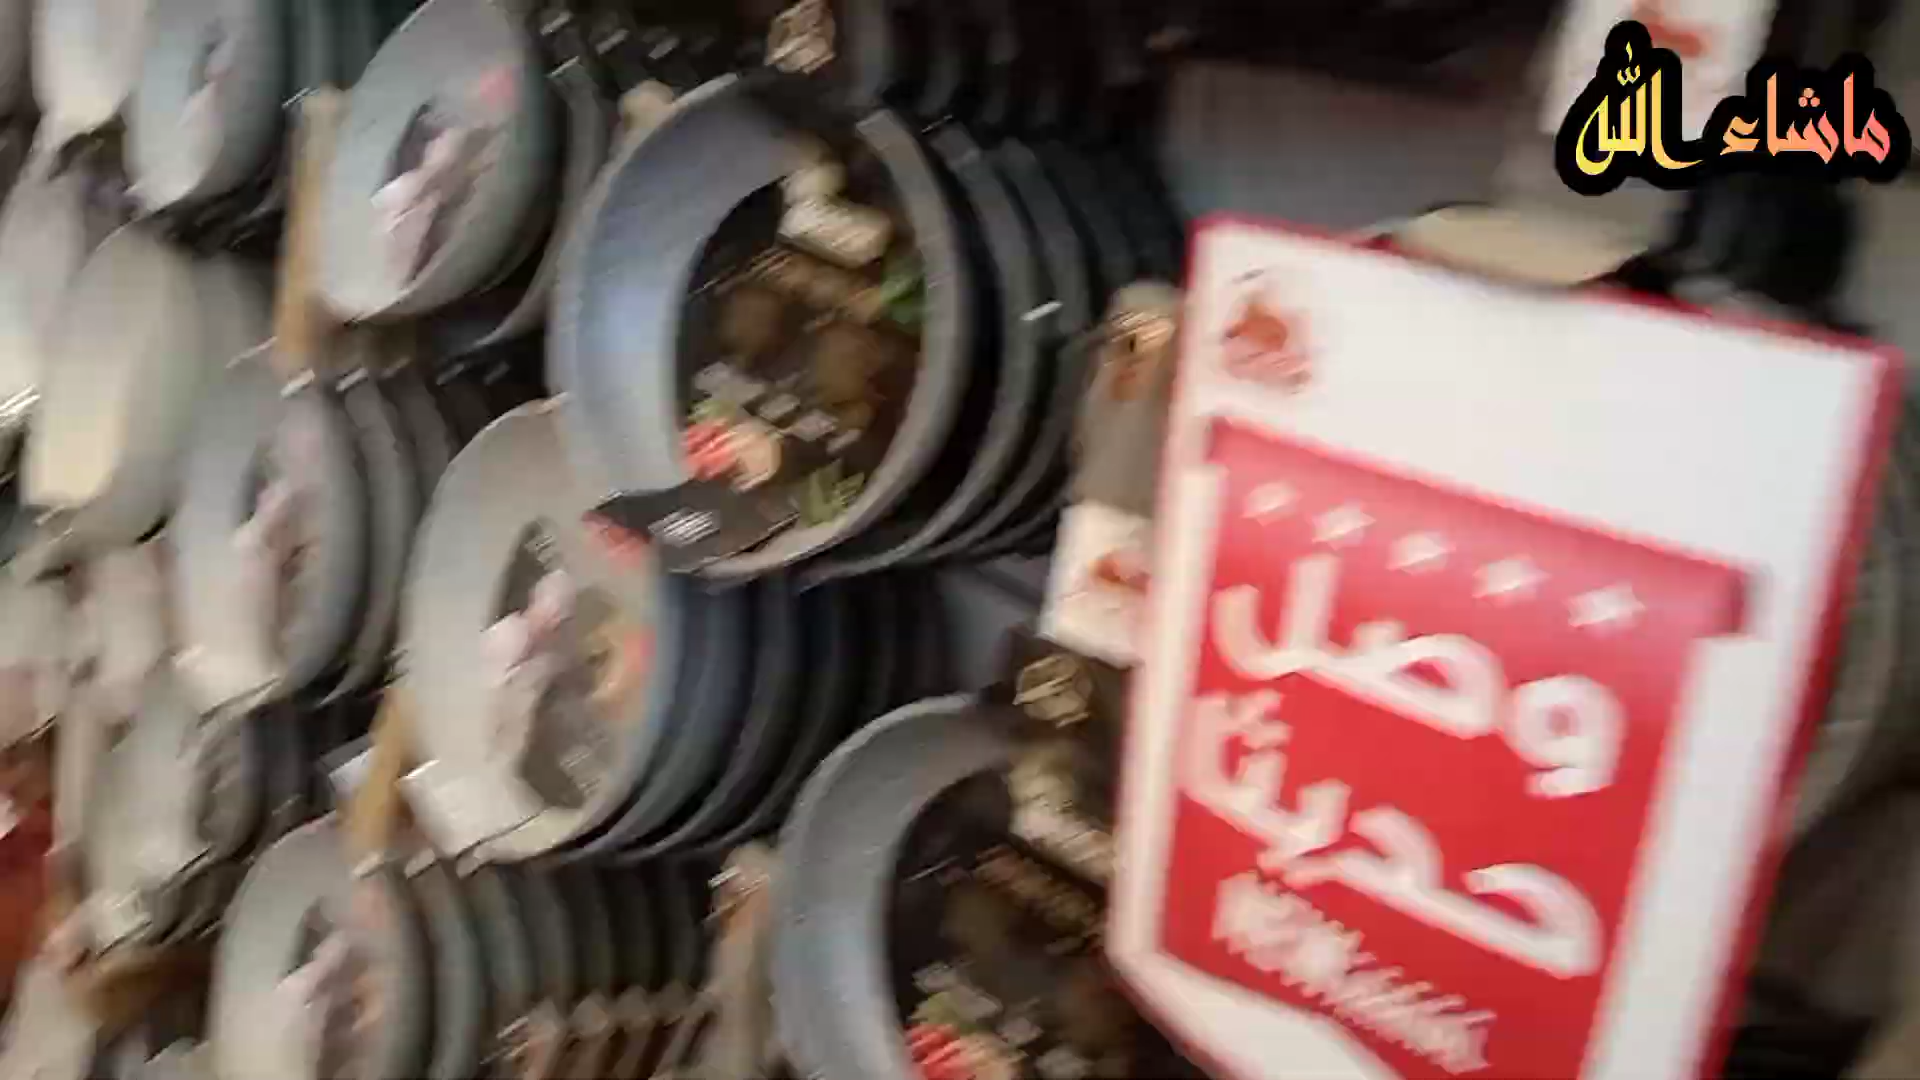 ماشاء الله
وصل
حديثا